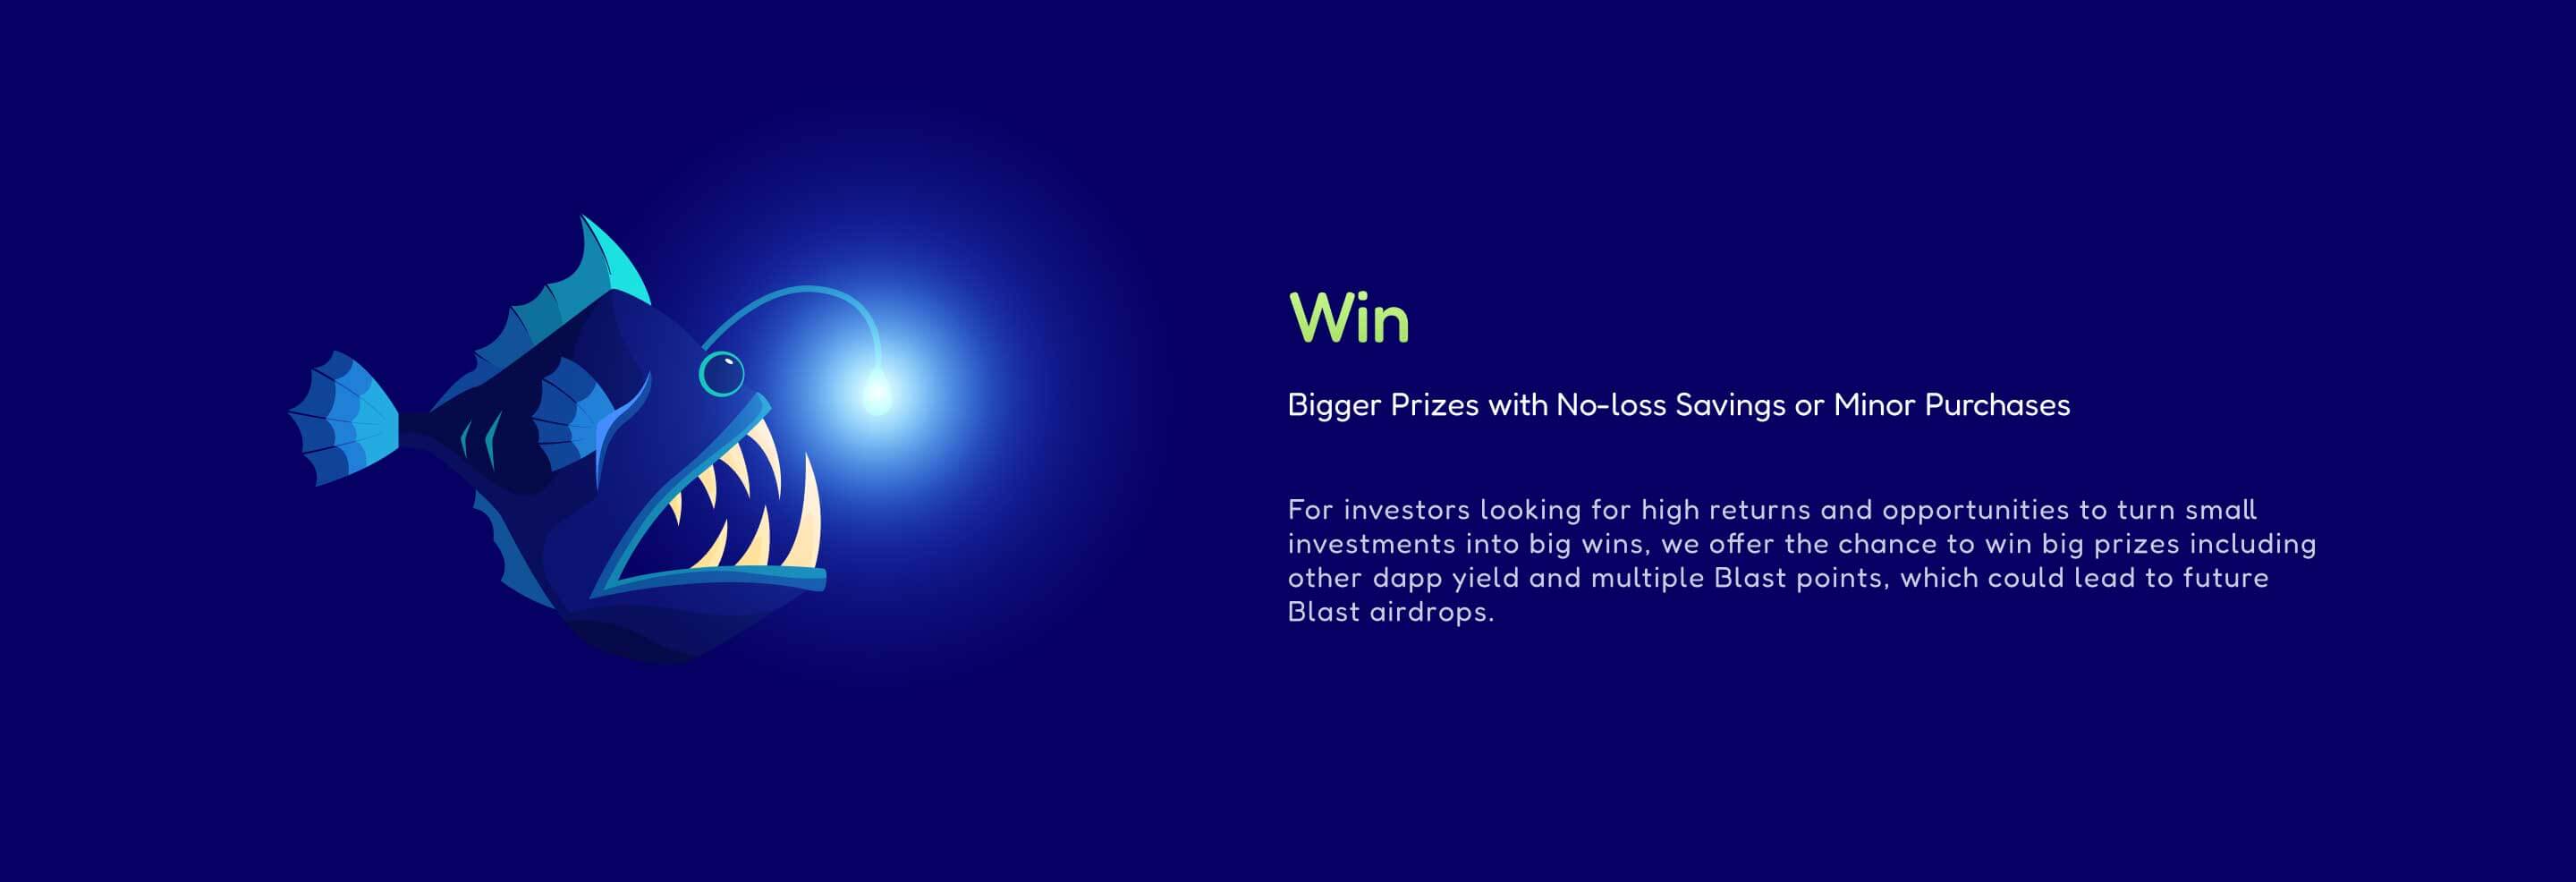 Win
Bigger Prizes with No-loss Savings or Minor Purchases
For investors looking for high returns and opportunities to turn small
investments into big wins, we offer the chance to win big prizes including
other dapp yield and multiple Blast points, which could lead to future
Blast airdrops.